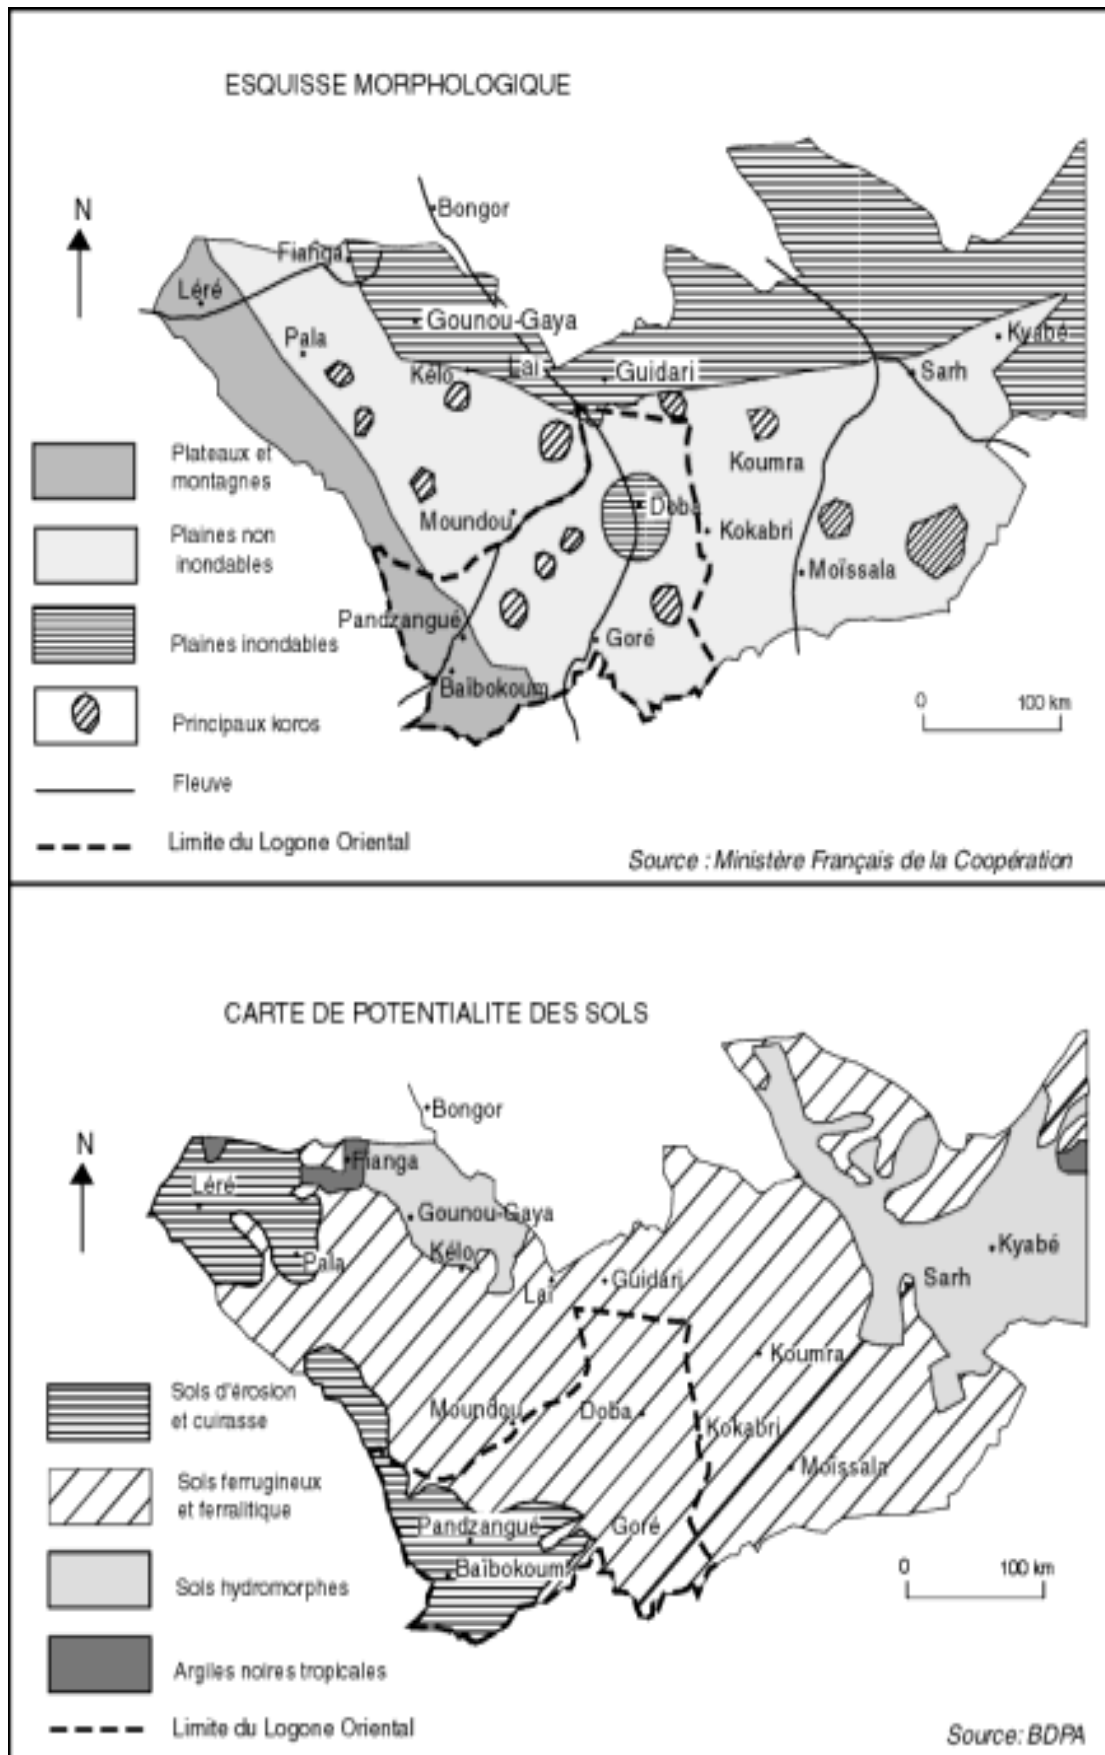 ESQUISSE MORPHOLOGIQUE
N
Bongor
Fianga
Léré
Gounou-Gaya
Pala
Kyabé
Kélo
Laï
Guidari
Sarh
Plateaux et
montagnes
Koumra
Doba
Moundou
Kokabri
Plaines non
inondables
Moïssala
Pandzangué
Goré
Plaines inondables
Baïbokoum
0
100 km
Principaux koros
Fleuve
Limite du Logone Oriental
Source : Ministère Français de la Coopération
CARTE DE POTENTIALITE DES SOLS
Bongor
N
Fianga
Léré
Gounou-Gaya
Kyabé
Kélo
Pala
Sarh
Guidari
Laï
Koumra
Sols d'érosion
et cuirasse
Moundou
Doba
Kokabri
Moïssala
Sols ferrugineux
et ferralitique
Pandzangué
Goré
Baïbokoum
0
100 km
Sols hydromorphes
Argiles noires tropicales
Limite du Logone Oriental
Source: BDPA